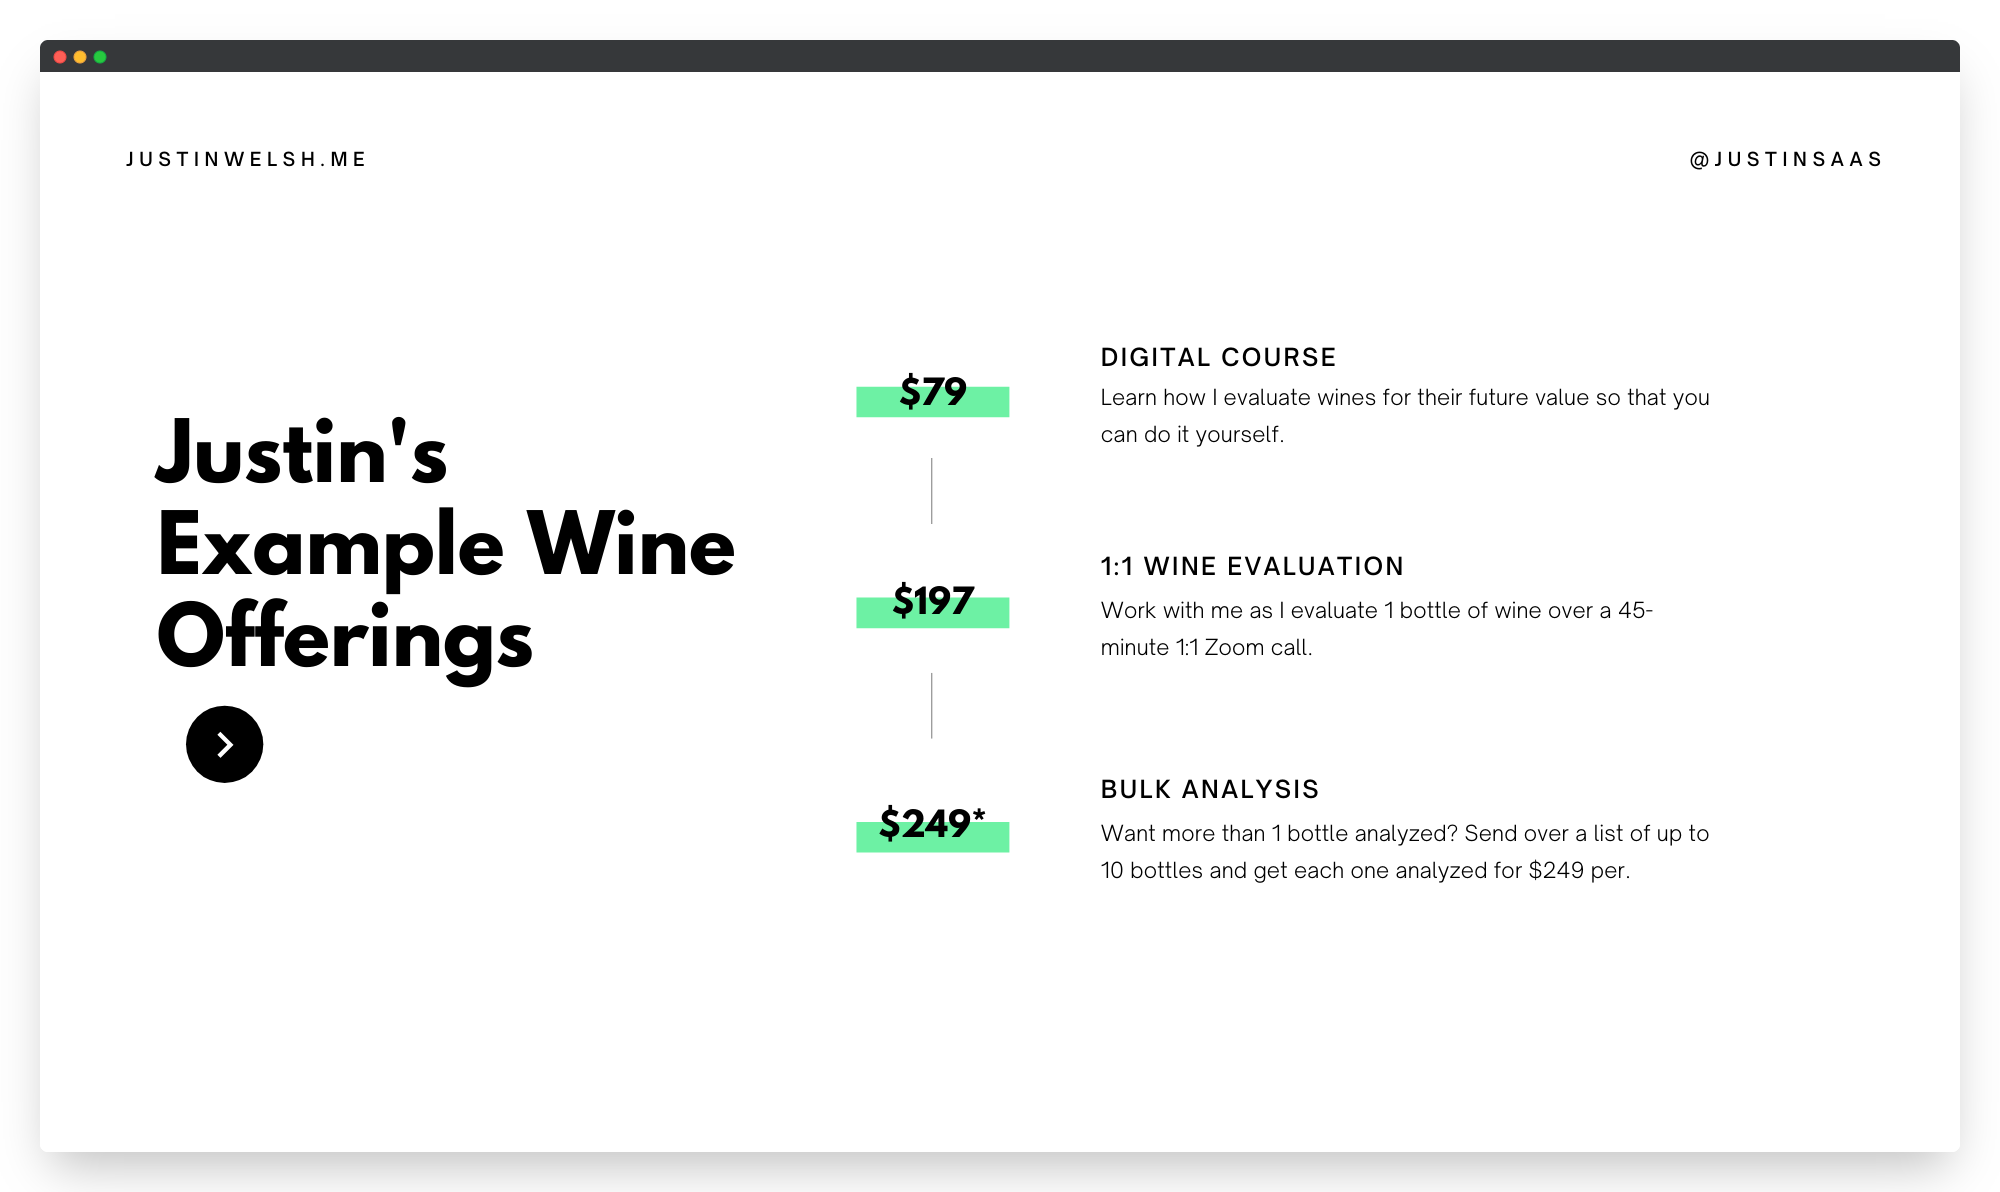 JUSTINWELSH.ME
@JUSTINSAAS
Justin's
Example Wine
Offerings
$79
DIGITAL COURSE
Learn how I evaluate wines for their future value so that you
can do it yourself.
$197
1:1 WINE EVALUATION
Work with me as I evaluate 1 bottle of wine over a 45-
minute 1:1 Zoom call.
$249*
BULK ANALYSIS
Want more than 1 bottle analyzed? Send over a list of up to
10 bottles and get each one analyzed for $249 per.